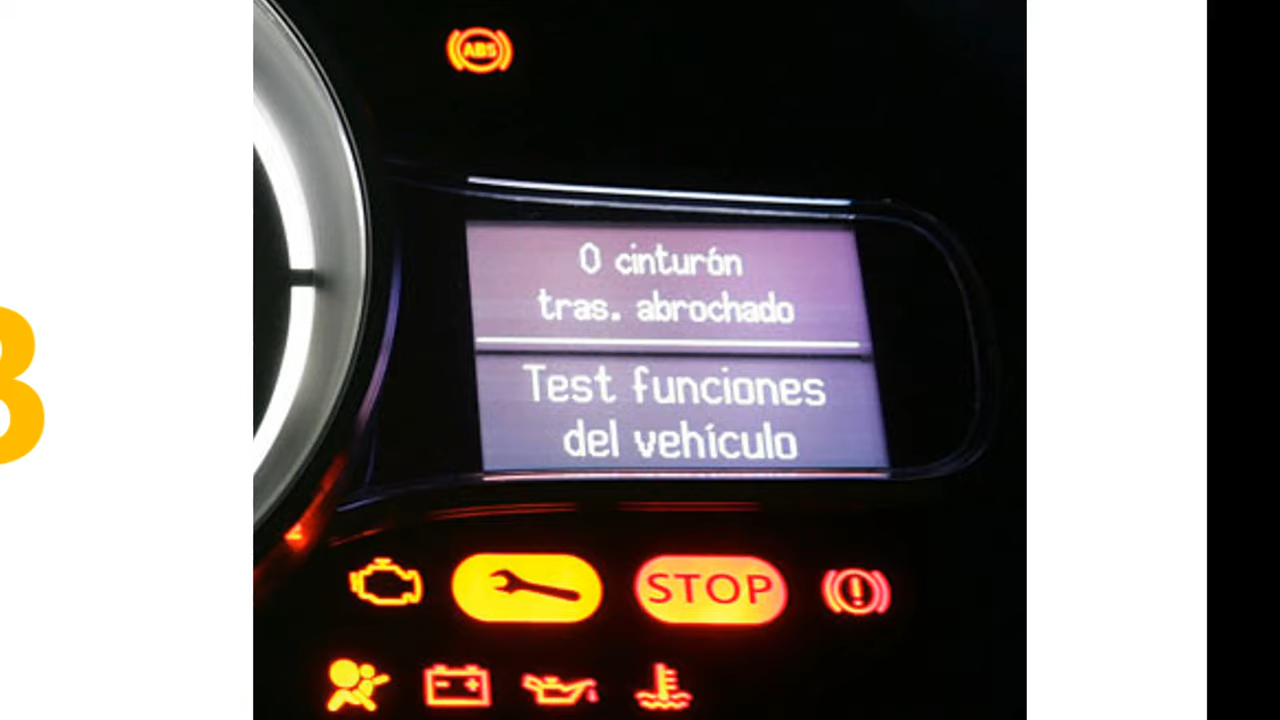 ABS
0 cinturón
tras. abrochado
Test funciones
del vehículo
STOP